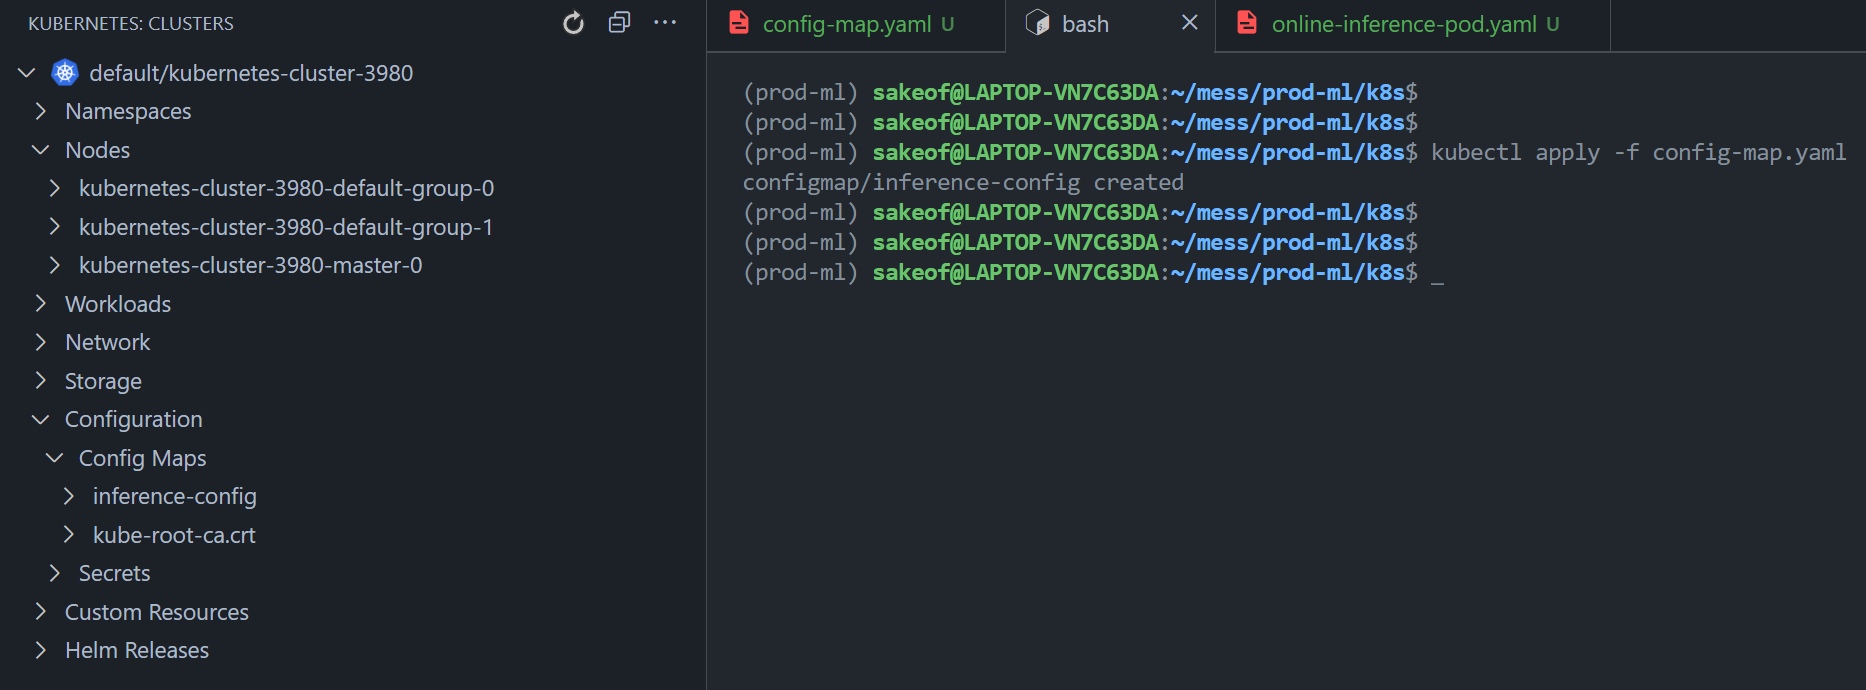 KUBERNETES: CLUSTERS
default/kubernetes-cluster-3980
Namespaces
Nodes
kubernetes-cluster-3980-default-group-0
kubernetes-cluster-3980-default-group-1
kubernetes-cluster-3980-master-0
Workloads
Network
Storage
Configuration
Config Maps
inference-config
kube-root-ca.crt
Secrets
Custom Resources
Helm Releases
config-map.yaml U
bash
online-inference-pod.yaml U
(prod-ml) sakeof@LAPTOP-VN7C63DA:~/mess/prod-ml/k8s$
(prod-ml) sakeof@LAPTOP-VN7C63DA:~/mess/prod-ml/k8s$
(prod-ml) sakeof@LAPTOP-VN7C63DA:~/mess/prod-ml/k8s$ kubectl apply -f config-map.yaml
configmap/inference-config created
(prod-ml) sakeof@LAPTOP-VN7C63DA:~/mess/prod-ml/k8s$
(prod-ml) sakeof@LAPTOP-VN7C63DA:~/mess/prod-ml/k8s$
(prod-ml) sakeof@LAPTOP-VN7C63DA:~/mess/prod-ml/k8s$ _